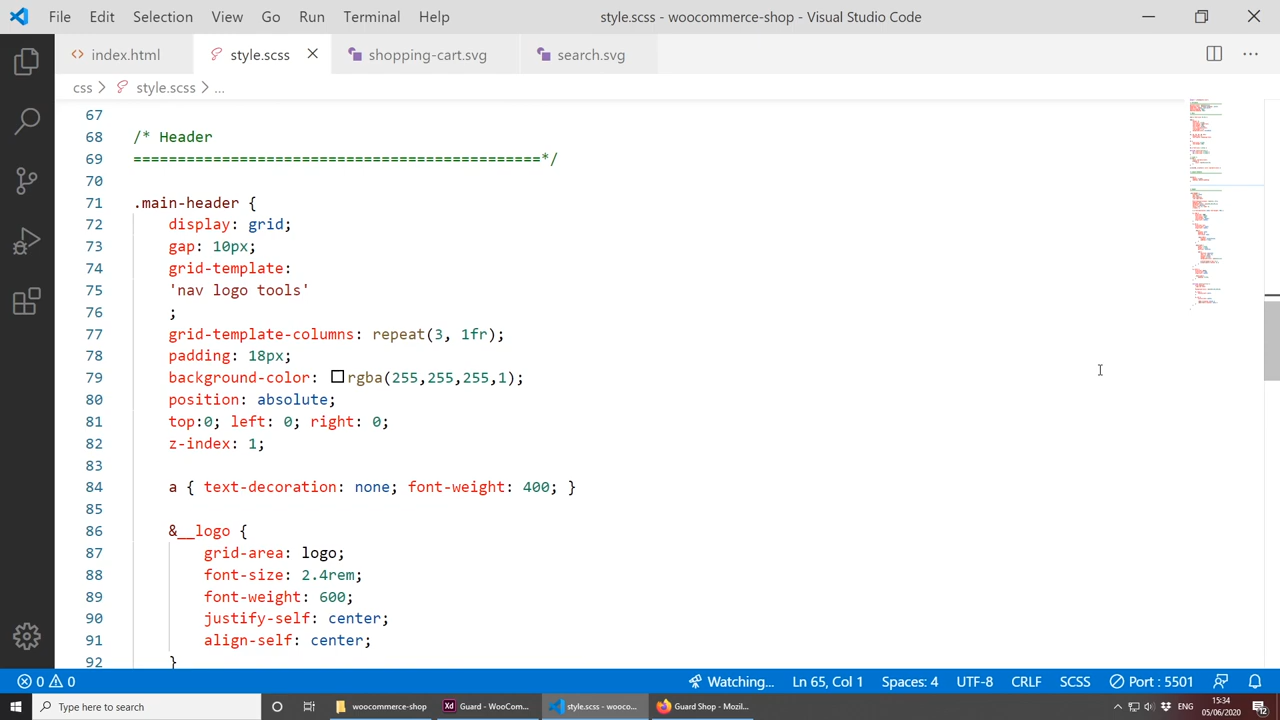 File Edit Selection View Go Run Terminal Help style.scss - woocommerce-shop - Visual Studio Code
index.html style.scss shopping-cart.svg search.svg
css style.scss ...
67
68 /* Header
69 ==============================================*/
70
71 .main-header {
72 display: grid;
73 gap: 10px;
74 grid-template:
75 'nav logo tools'
76 ;
77 grid-template-columns: repeat(3, 1fr);
78 padding: 18px;
79 background-color: rgba(255,255,255,1);
80 position: absolute;
81 top:0; left: 0; right: 0;
82 z-index: 1;
83
84 a { text-decoration: none; font-weight: 400; }
85
86 &__logo {
87 grid-area: logo;
88 font-size: 2.4rem;
89 font-weight: 600;
90 justify-self: center;
91 align-self: center;
92 }
0 0 Watching... Ln 65, Col 1 Spaces: 4 UTF-8 CRLF SCSS Port : 5501
Type here to search woocommerce-shop Guard - WooCom... style.scss - wooco... Guard Shop - Mozil... 15:34
05/06/2020 12